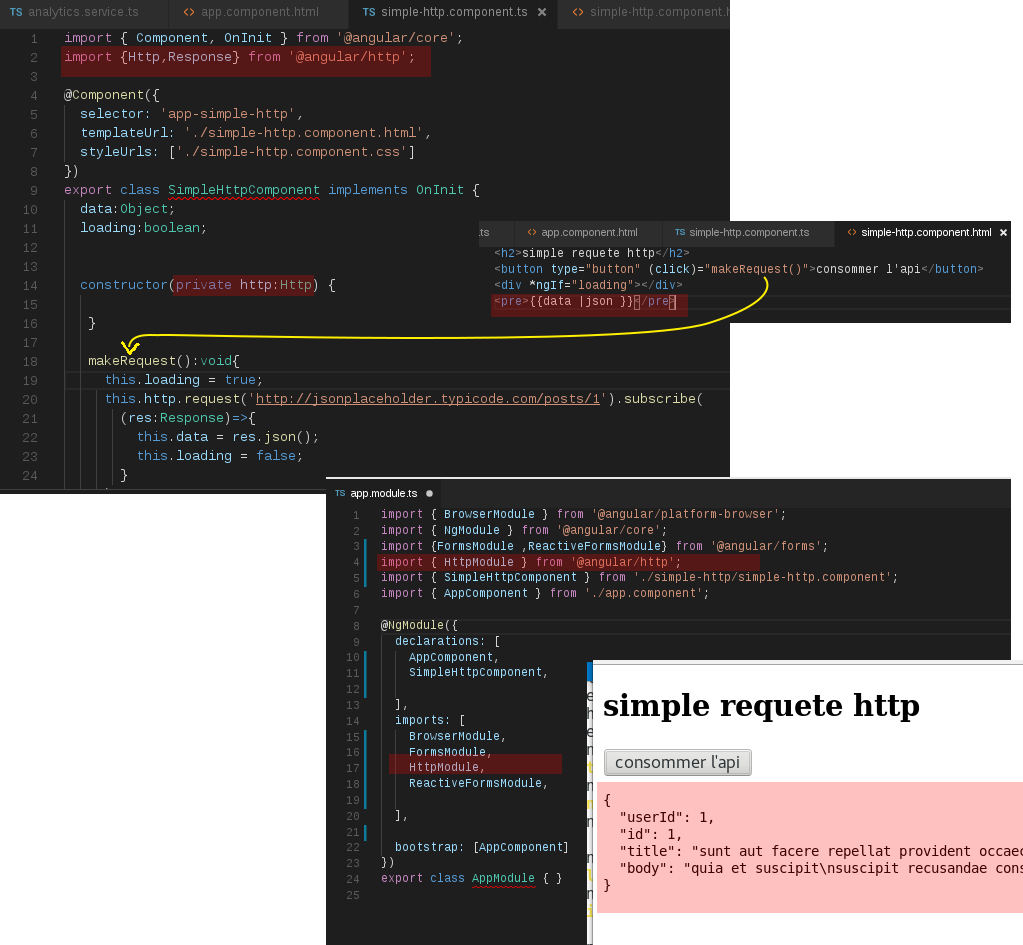 TS analytics.service.ts <> app.component.html TS simple-http.component.ts × <> simple-http.component.h
1 import { Component, OnInit } from '@angular/core';
2 import {Http,Response} from '@angular/http';
3
4 @Component({
5 selector: 'app-simple-http',
6 templateUrl: './simple-http.component.html',
7 styleUrls: ['./simple-http.component.css']
8 })
9 export class SimpleHttpComponent implements OnInit {
10 data:Object;
11 loading:boolean;
12
13
14 constructor(private http:Http) {
15
16 }
17
18 makeRequest():void{
19 this.loading = true;
20 this.http.request('http://jsonplaceholder.typicode.com/posts/1').subscribe(
21 (res:Response)=>{
22 this.data = res.json();
23 this.loading = false;
24 }
.ts <> app.component.html TS simple-http.component.ts <> simple-http.component.html ×
<h2>simple requete http</h2>
<button type="button" (click)="makeRequest()">consommer l'api</button>
<div *ngIf="loading"></div>
<pre>{{data |json }}</pre>
TS app.module.ts ●
1 import { BrowserModule } from '@angular/platform-browser';
2 import { NgModule } from '@angular/core';
3 import {FormsModule ,ReactiveFormsModule} from '@angular/forms';
4 import { HttpModule } from '@angular/http';
5 import { SimpleHttpComponent } from './simple-http/simple-http.component';
6 import { AppComponent } from './app.component';
7
8 @NgModule({
9 declarations: [
10 AppComponent,
11 SimpleHttpComponent,
12
13 ],
14 imports: [
15 BrowserModule,
16 FormsModule,
17 HttpModule,
18 ReactiveFormsModule,
19
20 ],
21
22 bootstrap: [AppComponent]
23 })
24 export class AppModule { }
25
simple requete http
consommer l'api
{
"userId": 1,
"id": 1,
"title": "sunt aut facere repellat provident occaec
"body": "quia et suscipit\nsuscipit recusandae cons
}